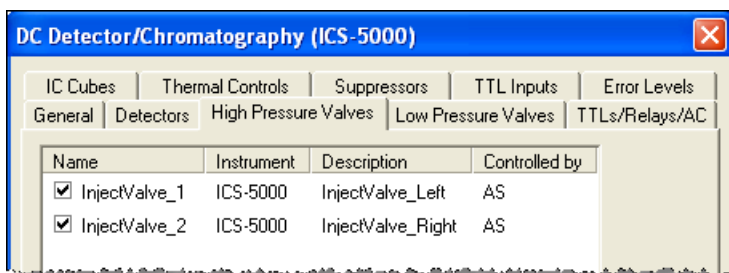 DC Detector/Chromatography (ICS-5000)
IC Cubes Thermal Controls Suppressors TTL Inputs Error Levels
General Detectors High Pressure Valves Low Pressure Valves TTLs/Relays/AC
Name Instrument Description Controlled by
InjectValve_1 ICS-5000 InjectValve_Left AS
InjectValve_2 ICS-5000 InjectValve_Right AS